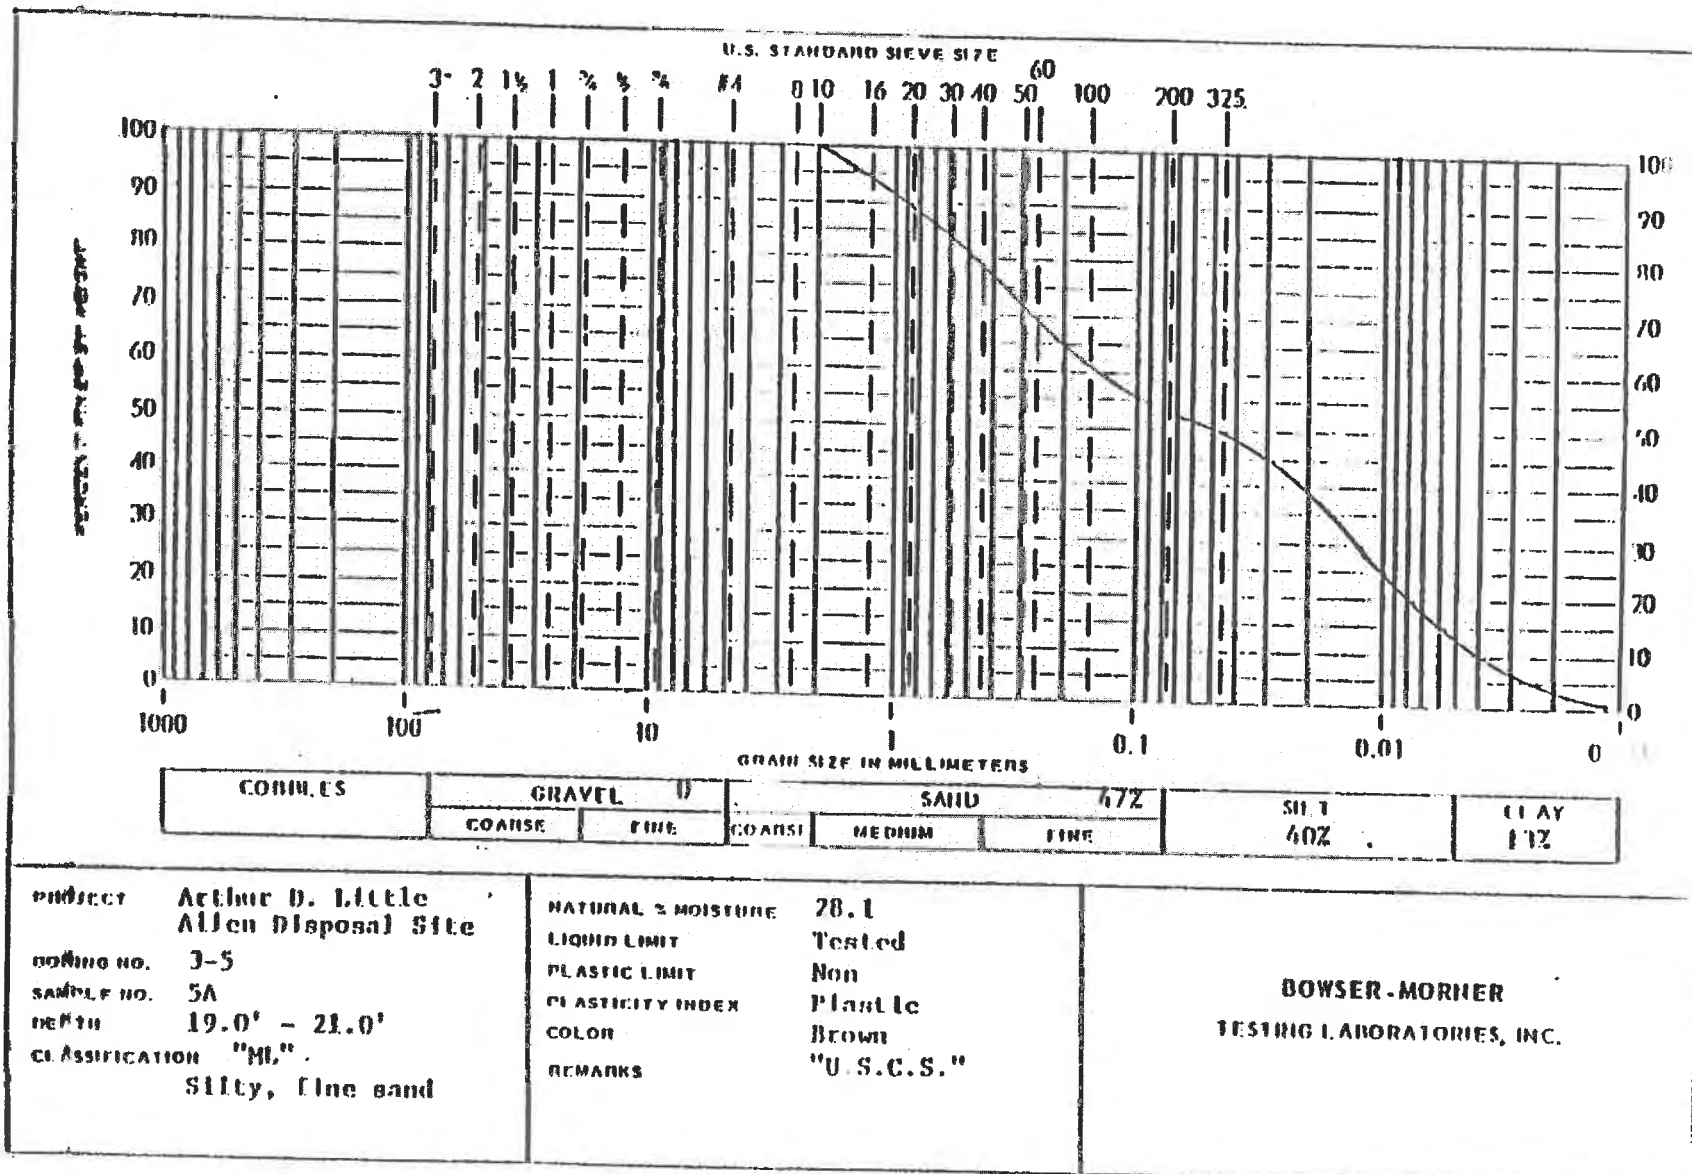 U.S. STANDARD SIEVE SIZE
60
3" 2 1½ 1 ¾ ½ ⅜ #4 8 10 16 20 30 40 50 100 200 325
100 100
90 90
80 80
70 70
60 60
50 50
40 40
30 30
20 20
10 10
0 0
1000 100 10 1 0.1 0.01 0
GRAIN SIZE IN MILLIMETERS
COBBLES GRAVEL 0 SAND 47% SILT CLAY
COARSE FINE COARSE MEDIUM FINE 40% 13%
PROJECT Arthur D. Little
Allen Disposal Site
BORING NO. 3-5
SAMPLE NO. 5A
DEPTH 19.0' - 21.0'
CLASSIFICATION "ML"
Silty, fine sand
NATURAL % MOISTURE 28.1
LIQUID LIMIT Tested
PLASTIC LIMIT Non
PLASTICITY INDEX Plastic
COLOR Brown
REMARKS "U.S.C.S."
BOWSER-MORNER
TESTING LABORATORIES, INC.